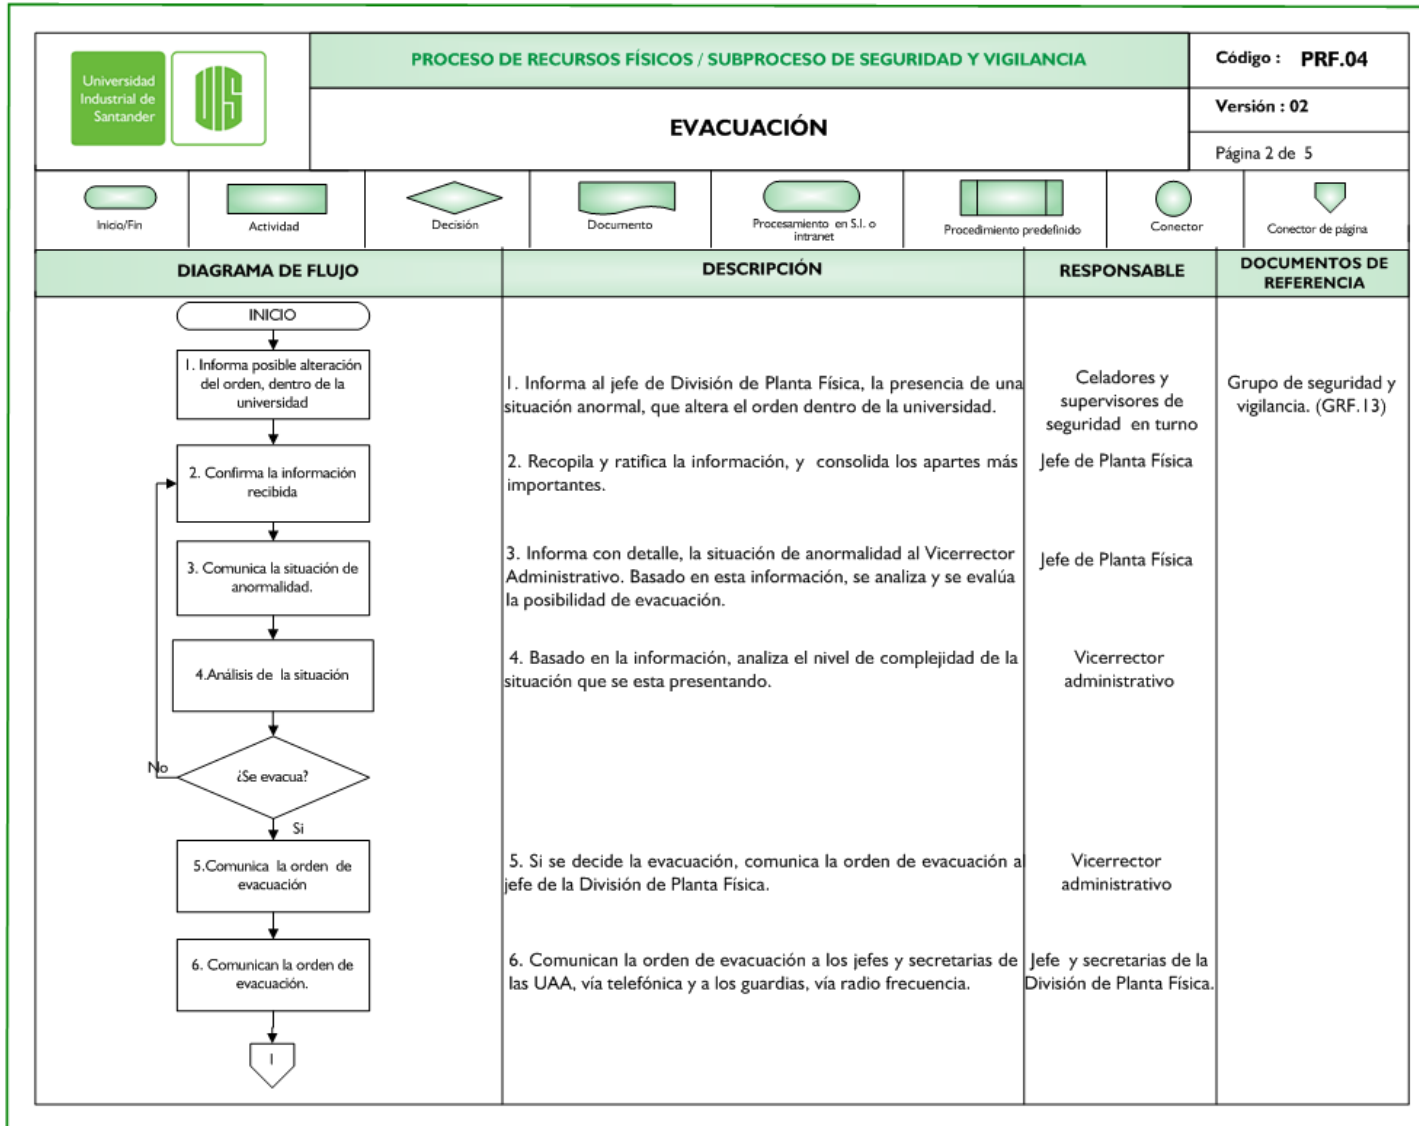 Universidad
Industrial de
Santander
UIS
PROCESO DE RECURSOS FÍSICOS / SUBPROCESO DE SEGURIDAD Y VIGILANCIA
EVACUACIÓN
Código : PRF.04
Versión : 02
Página 2 de 5
Inicio/Fin
Actividad
Decisión
Documento
Procesamiento en S.I. o
intranet
Procedimiento predefinido
Conector
Conector de página
DIAGRAMA DE FLUJO
DESCRIPCIÓN
RESPONSABLE
DOCUMENTOS DE
REFERENCIA
INICIO
1. Informa posible alteración
del orden, dentro de la
universidad
1. Informa al jefe de División de Planta Física, la presencia de una
situación anormal, que altera el orden dentro de la universidad.
Celadores y
supervisores de
seguridad en turno
Grupo de seguridad y
vigilancia. (GRF.13)
2. Confirma la información
recibida
2. Recopila y ratifica la información, y consolida los apartes más
importantes.
Jefe de Planta Física
3. Comunica la situación de
anormalidad.
3. Informa con detalle, la situación de anormalidad al Vicerrector
Administrativo. Basado en esta información, se analiza y se evalúa
la posibilidad de evacuación.
Jefe de Planta Física
4.Análisis de la situación
4. Basado en la información, analiza el nivel de complejidad de la
situación que se esta presentando.
Vicerrector
administrativo
No
¿Se evacua?
Si
5.Comunica la orden de
evacuación
5. Si se decide la evacuación, comunica la orden de evacuación al
jefe de la División de Planta Física.
Vicerrector
administrativo
6. Comunican la orden de
evacuación.
6. Comunican la orden de evacuación a los jefes y secretarias de
las UAA, vía telefónica y a los guardias, vía radio frecuencia.
Jefe y secretarias de la
División de Planta Física.
1